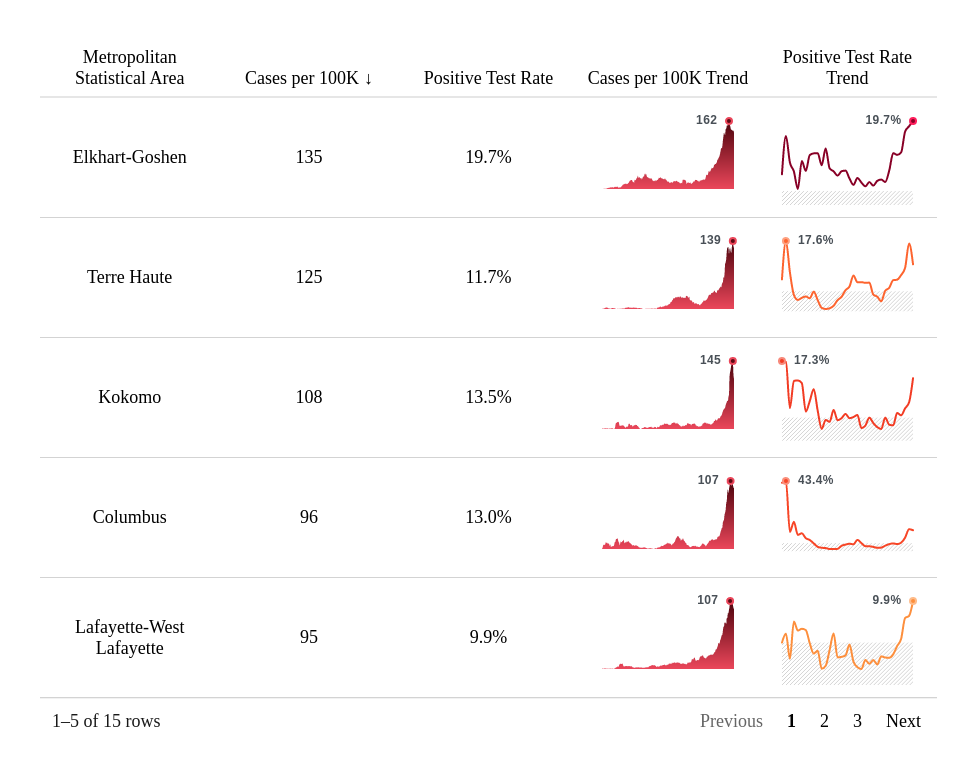 Metropolitan
Statistical Area
Cases per 100K ↓
Positive Test Rate
Cases per 100K Trend
Positive Test Rate
Trend
Elkhart-Goshen 135 19.7% 162 19.7%
Terre Haute 125 11.7% 139 17.6%
Kokomo 108 13.5% 145 17.3%
Columbus 96 13.0% 107 43.4%
Lafayette-West
Lafayette
95 9.9% 107 9.9%
1–5 of 15 rows
Previous 1 2 3 Next